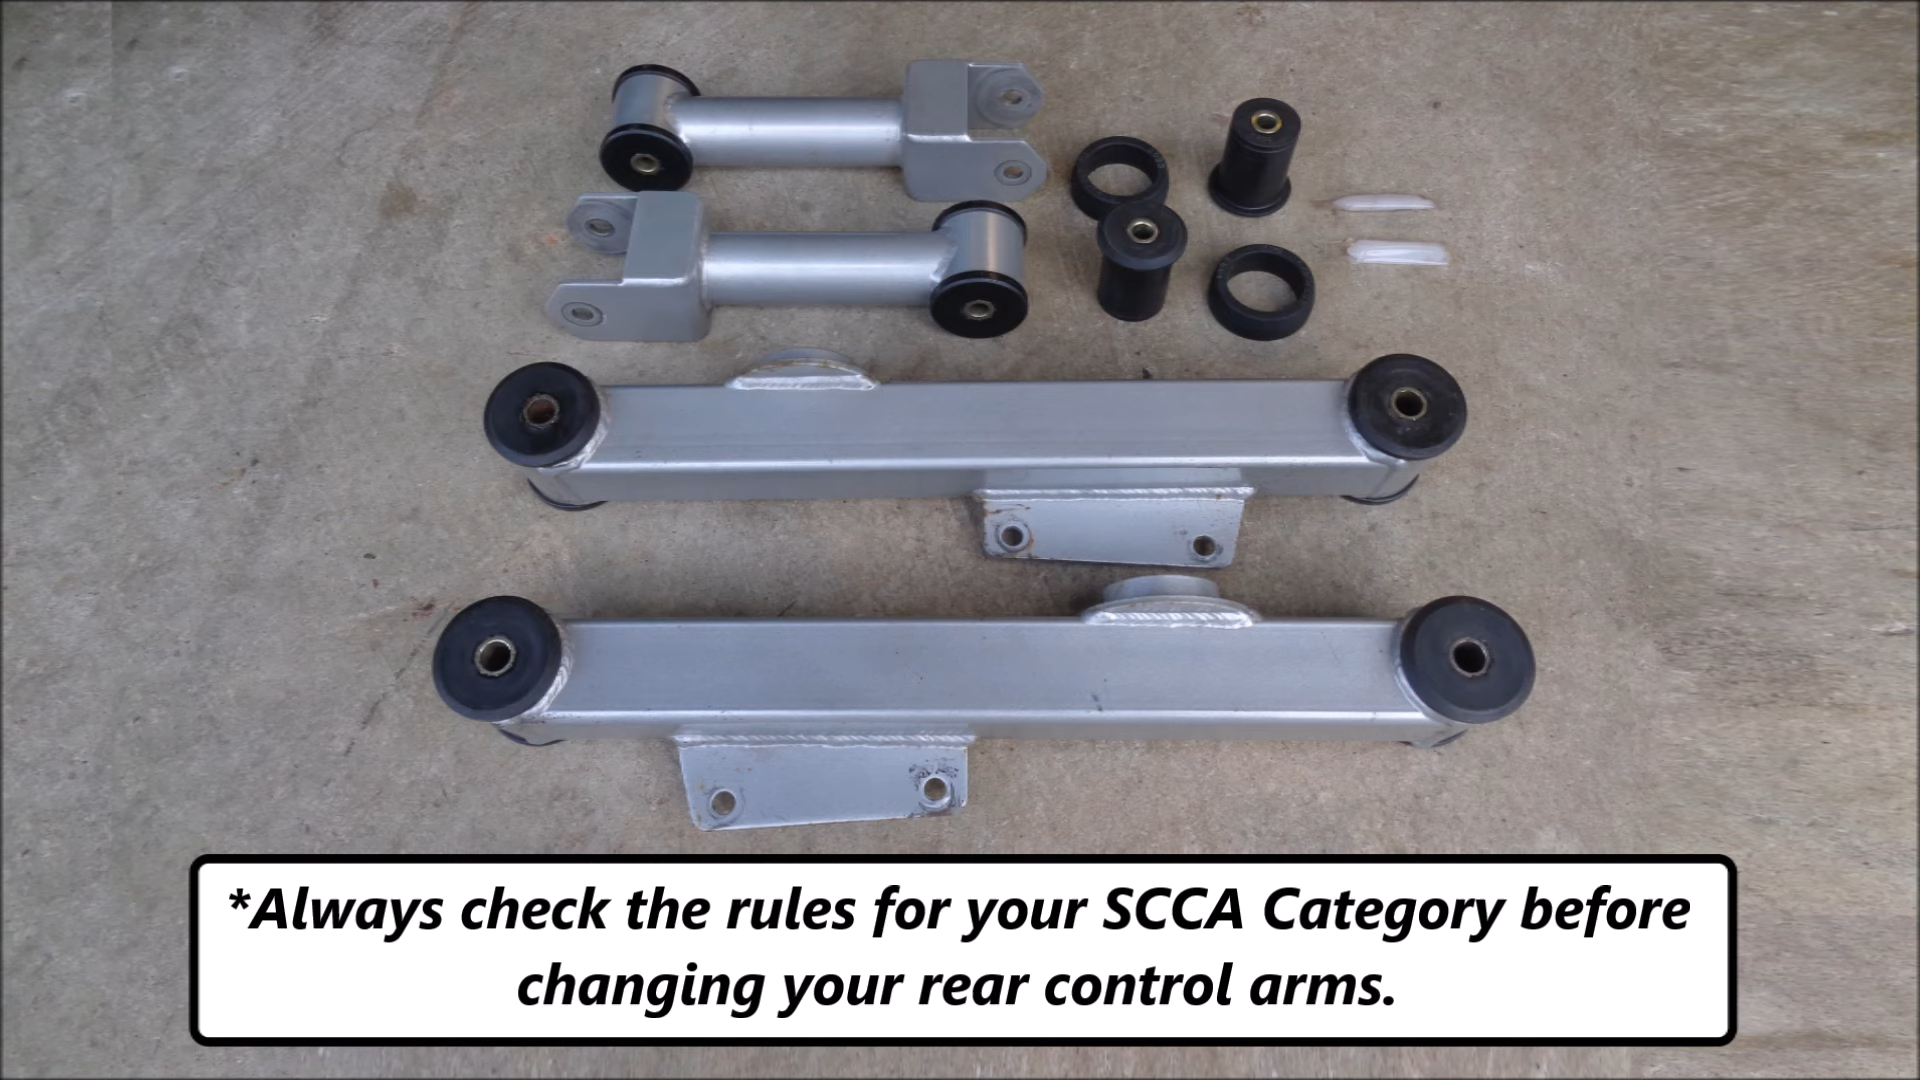 *Always check the rules for your SCCA Category before
changing your rear control arms.